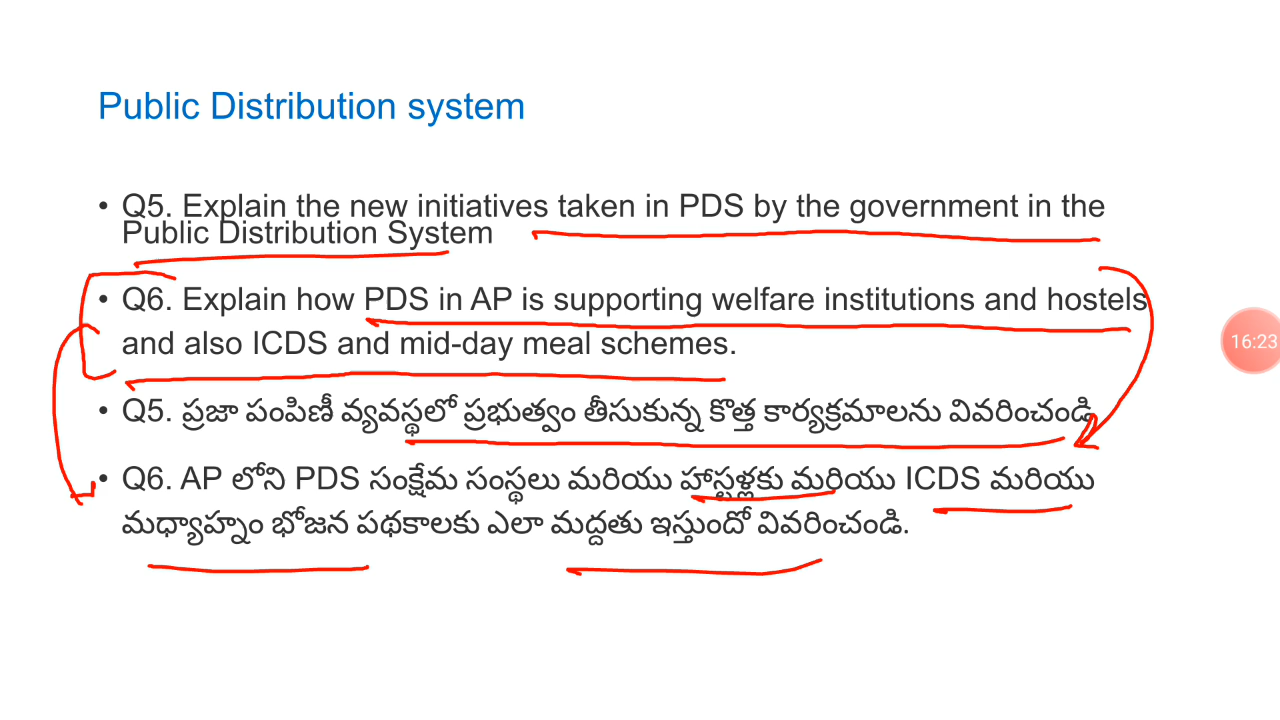 Public Distribution system
• Q5. Explain the new initiatives taken in PDS by the government in the
Public Distribution System
• Q6. Explain how PDS in AP is supporting welfare institutions and hostels
and also ICDS and mid-day meal schemes.
• Q5. ప్రజా పంపిణీ వ్యవస్థలో ప్రభుత్వం తీసుకున్న కొత్త కార్యక్రమాలను వివరించండి
• Q6. AP లోని PDS సంక్షేమ సంస్థలు మరియు హాస్టళ్లకు మరియు ICDS మరియు
మధ్యాహ్నం భోజన పథకాలకు ఎలా మద్దతు ఇస్తుందో వివరించండి.
16:23